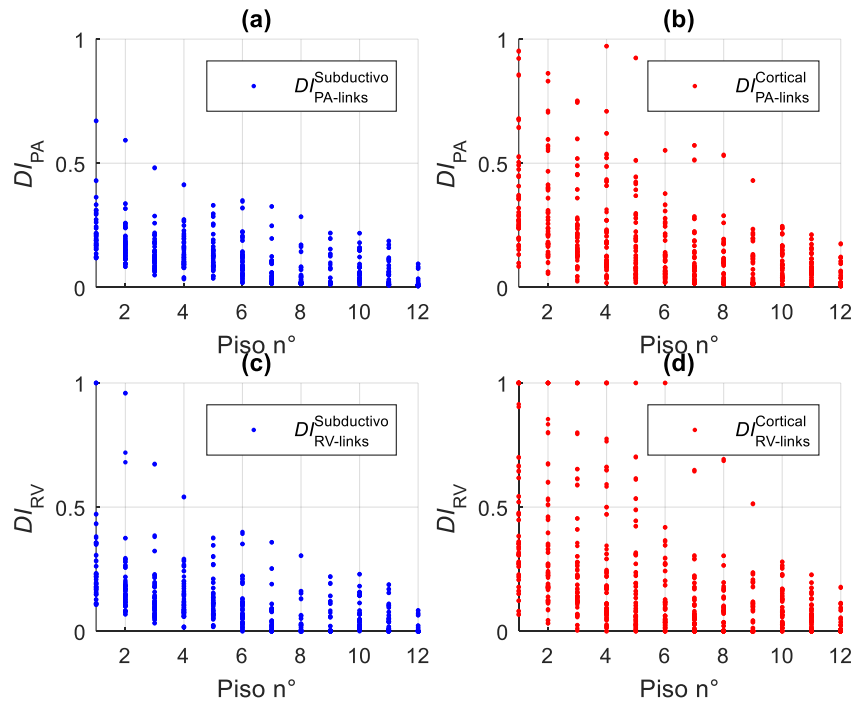 (a)
1
0.5
0
DI_PA
DI^Subductivo_PA-links
2 4 6 8 10 12
Piso n°
(b)
1
0.5
0
DI_PA
DI^Cortical_PA-links
2 4 6 8 10 12
Piso n°
(c)
1
0.5
0
DI_RV
DI^Subductivo_RV-links
2 4 6 8 10 12
Piso n°
(d)
1
0.5
0
DI_RV
DI^Cortical_RV-links
2 4 6 8 10 12
Piso n°